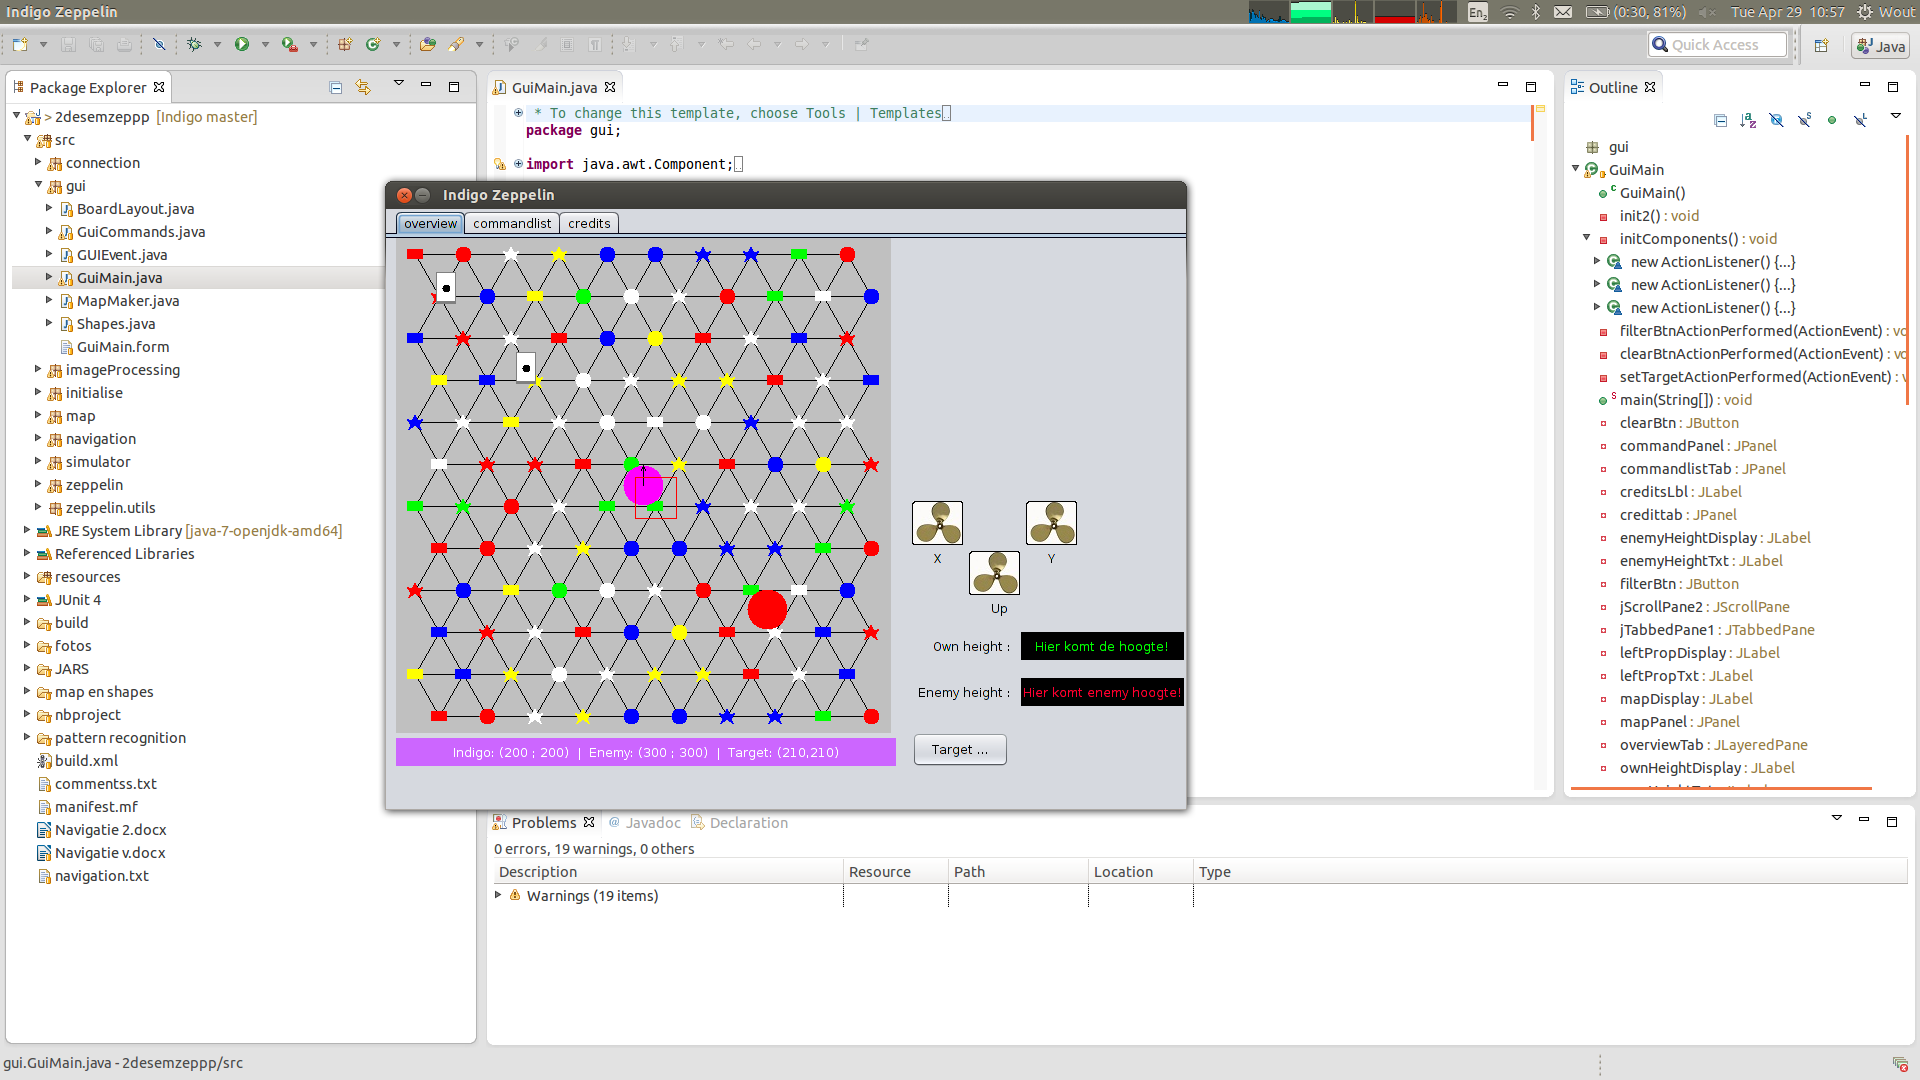 Indigo Zeppelin
En2
(0:30, 81%)
Tue Apr 29 10:57
Wout
Quick Access
Java
Package Explorer
> 2desemzeppp [Indigo master]
src
connection
gui
BoardLayout.java
GuiCommands.java
GUIEvent.java
GuiMain.java
MapMaker.java
Shapes.java
GuiMain.form
imageProcessing
initialise
map
navigation
simulator
zeppelin
zeppelin.utils
JRE System Library [java-7-openjdk-amd64]
Referenced Libraries
resources
JUnit 4
build
fotos
JARS
map en shapes
nbproject
pattern recognition
build.xml
commentss.txt
manifest.mf
Navigatie 2.docx
Navigatie v.docx
navigation.txt
GuiMain.java
* To change this template, choose Tools | Templates
package gui;
import java.awt.Component;
Indigo Zeppelin
overview
commandlist
credits
X
Y
Up
Own height :
Hier komt de hoogte!
Enemy height :
Hier komt enemy hoogte!
Indigo: (200 ; 200) | Enemy: (300 ; 300) | Target: (210,210)
Target ...
Outline
gui
GuiMain
GuiMain()
init2() : void
initComponents() : void
new ActionListener() {...}
new ActionListener() {...}
new ActionListener() {...}
filterBtnActionPerformed(ActionEvent) : vo
clearBtnActionPerformed(ActionEvent) : vo
setTargetActionPerformed(ActionEvent) : v
main(String[]) : void
clearBtn : JButton
commandPanel : JPanel
commandlistTab : JPanel
creditsLbl : JLabel
credittab : JPanel
enemyHeightDisplay : JLabel
enemyHeightTxt : JLabel
filterBtn : JButton
jScrollPane2 : JScrollPane
jTabbedPane1 : JTabbedPane
leftPropDisplay : JLabel
leftPropTxt : JLabel
mapDisplay : JLabel
mapPanel : JPanel
overviewTab : JLayeredPane
ownHeightDisplay : JLabel
Problems
@ Javadoc
Declaration
0 errors, 19 warnings, 0 others
Description
Resource
Path
Location
Type
Warnings (19 items)
gui.GuiMain.java - 2desemzeppp/src